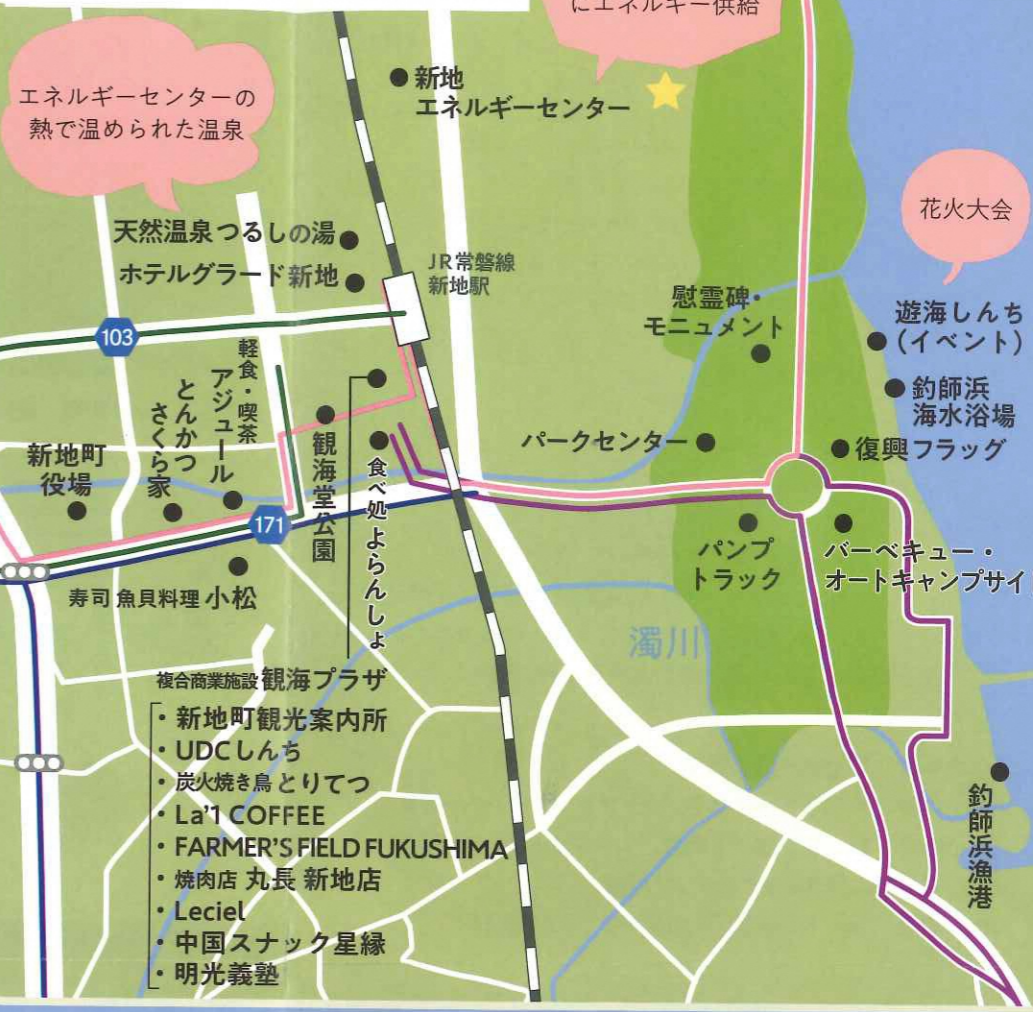 にエネルギー供給
エネルギーセンターの
熱で温められた温泉
新地
エネルギーセンター
花火大会
天然温泉つるしの湯
ホテルグラード新地
JR常磐線
新地駅
慰霊碑・
モニュメント
遊海しんち
(イベント)
釣師浜
海水浴場
103
軽食・喫茶
アジュール
とんかつ
さくら家
新地町
役場
観海堂公園
食べ処 よらんしょ
パークセンター
復興フラッグ
171
パンプ
トラック
バーベキュー・
オートキャンプサイ
寿司 魚貝料理 小松
濁川
複合商業施設 観海プラザ
・新地町観光案内所
・UDCしんち
・炭火焼き鳥 とりてつ
・La'1 COFFEE
・FARMER'S FIELD FUKUSHIMA
・焼肉店 丸長 新地店
・Leciel
・中国スナック星縁
・明光義塾
釣師浜漁港